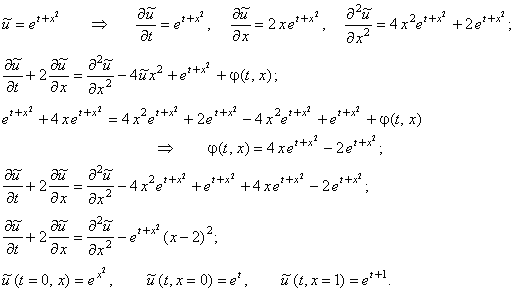 ũ = e^{t+x²} ⇒ ∂ũ/∂t = e^{t+x²}, ∂ũ/∂x = 2xe^{t+x²}, ∂²ũ/∂x² = 4x²e^{t+x²} + 2e^{t+x²};
∂ũ/∂t + 2 ∂ũ/∂x = ∂²ũ/∂x² − 4ũx² + e^{t+x²} + φ(t, x);
e^{t+x²} + 4xe^{t+x²} = 4x²e^{t+x²} + 2e^{t+x²} − 4x²e^{t+x²} + e^{t+x²} + φ(t, x)
⇒ φ(t, x) = 4xe^{t+x²} − 2e^{t+x²};
∂ũ/∂t + 2 ∂ũ/∂x = ∂²ũ/∂x² − 4x²e^{t+x²} + e^{t+x²} + 4xe^{t+x²} − 2e^{t+x²};
∂ũ/∂t + 2 ∂ũ/∂x = ∂²ũ/∂x² − e^{t+x²}(x−2)²;
ũ(t=0, x) = e^{x²}, ũ(t, x=0) = e^{t}, ũ(t, x=1) = e^{t+1}.